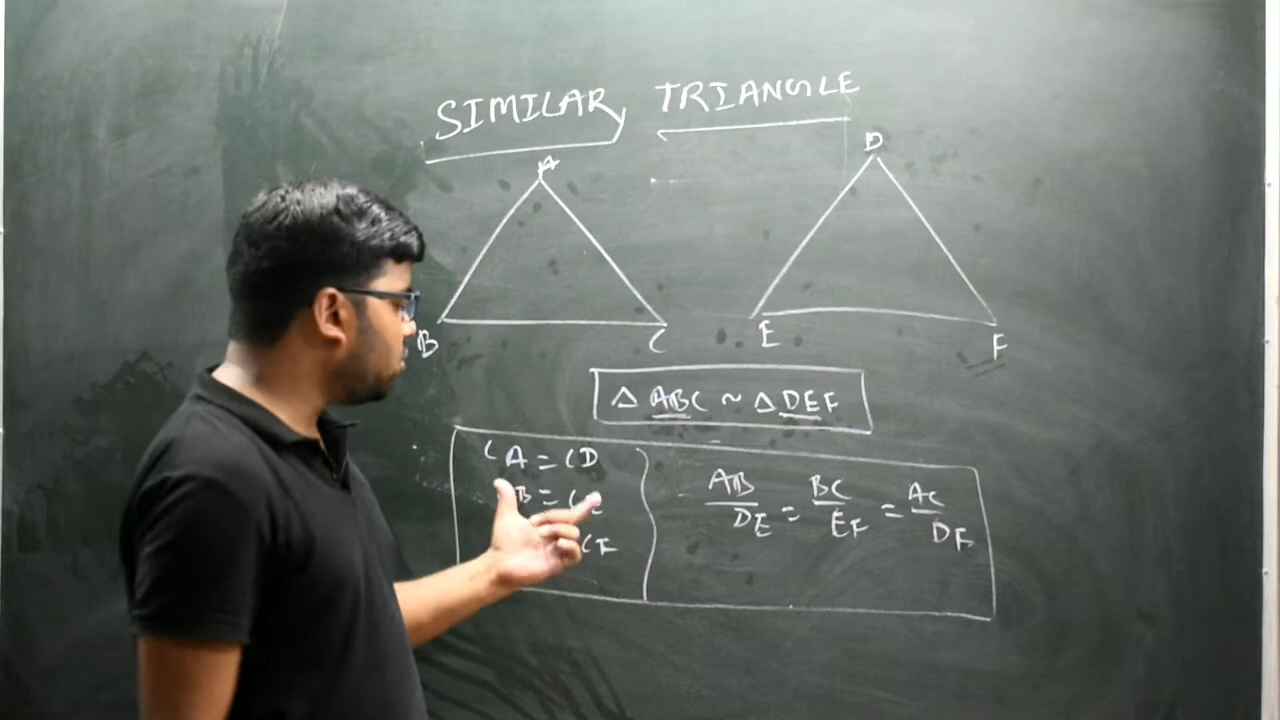 SIMILAR TRIANGLE
A
D
B
C
E
F
∆ ABC ~ ∆ DEF
∠A = ∠D
B = ∠E
∠F
AB/DE = BC/EF = AC/DF